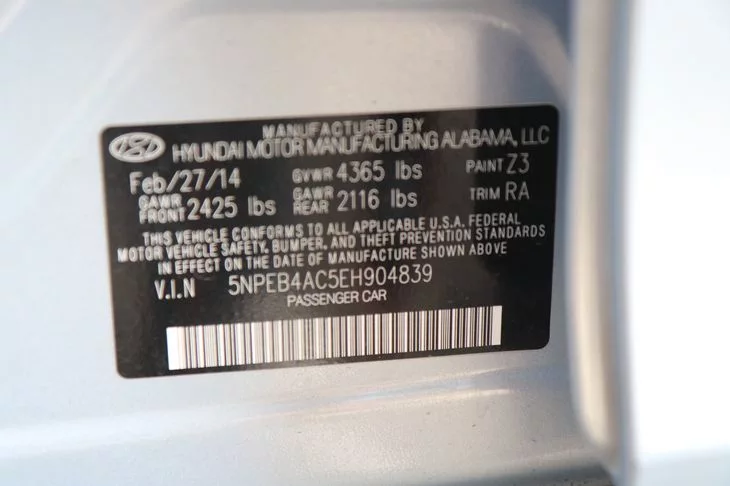 MANUFACTURED BY
HYUNDAI MOTOR MANUFACTURING ALABAMA, LLC
Feb/27/14 GVWR 4365 lbs PAINT Z3
GAWR FRONT 2425 lbs GAWR REAR 2116 lbs TRIM RA
THIS VEHICLE CONFORMS TO ALL APPLICABLE U.S.A. FEDERAL
MOTOR VEHICLE SAFETY, BUMPER, AND THEFT PREVENTION STANDARDS
IN EFFECT ON THE DATE OF MANUFACTURE SHOWN ABOVE
V.I.N 5NPEB4AC5EH904839
PASSENGER CAR